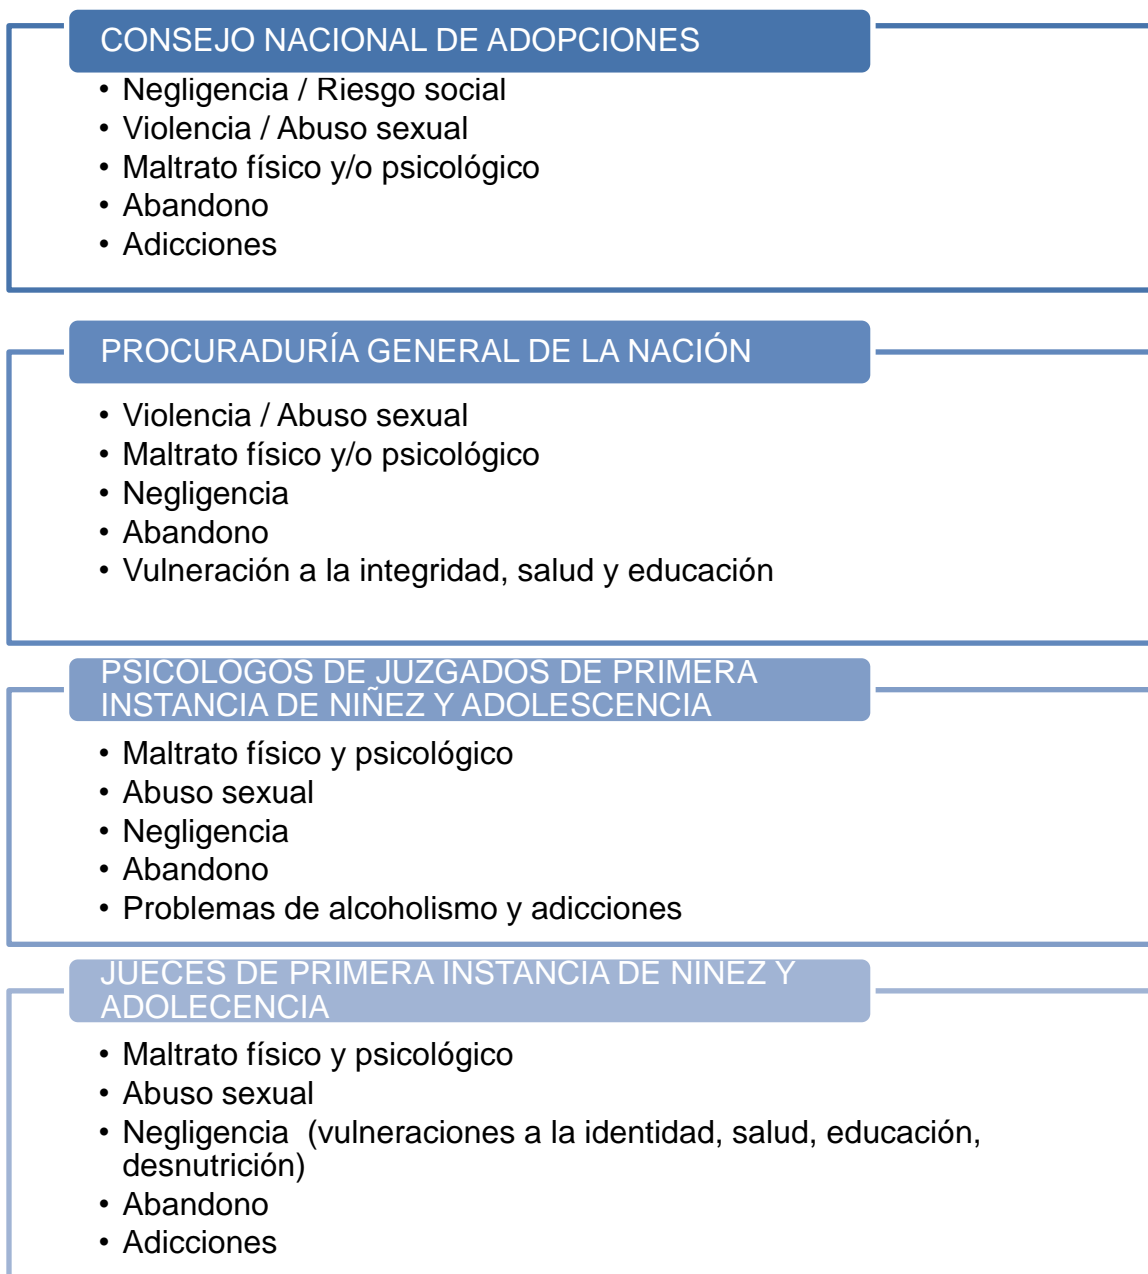 CONSEJO NACIONAL DE ADOPCIONES
• Negligencia / Riesgo social
• Violencia / Abuso sexual
• Maltrato físico y/o psicológico
• Abandono
• Adicciones
PROCURADURÍA GENERAL DE LA NACIÓN
• Violencia / Abuso sexual
• Maltrato físico y/o psicológico
• Negligencia
• Abandono
• Vulneración a la integridad, salud y educación
PSICOLOGOS DE JUZGADOS DE PRIMERA
INSTANCIA DE NIÑEZ Y ADOLESCENCIA
• Maltrato físico y psicológico
• Abuso sexual
• Negligencia
• Abandono
• Problemas de alcoholismo y adicciones
JUECES DE PRIMERA INSTANCIA DE NINEZ Y
ADOLECENCIA
• Maltrato físico y psicológico
• Abuso sexual
• Negligencia (vulneraciones a la identidad, salud, educación,
desnutrición)
• Abandono
• Adicciones